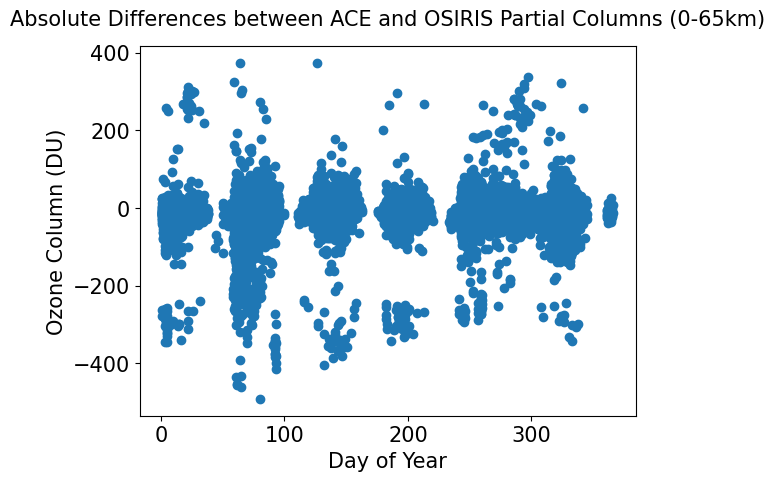 Absolute Differences between ACE and OSIRIS Partial Columns (0-65km)
400
200
0
−200
−400
Ozone Column (DU)
0 100 200 300
Day of Year